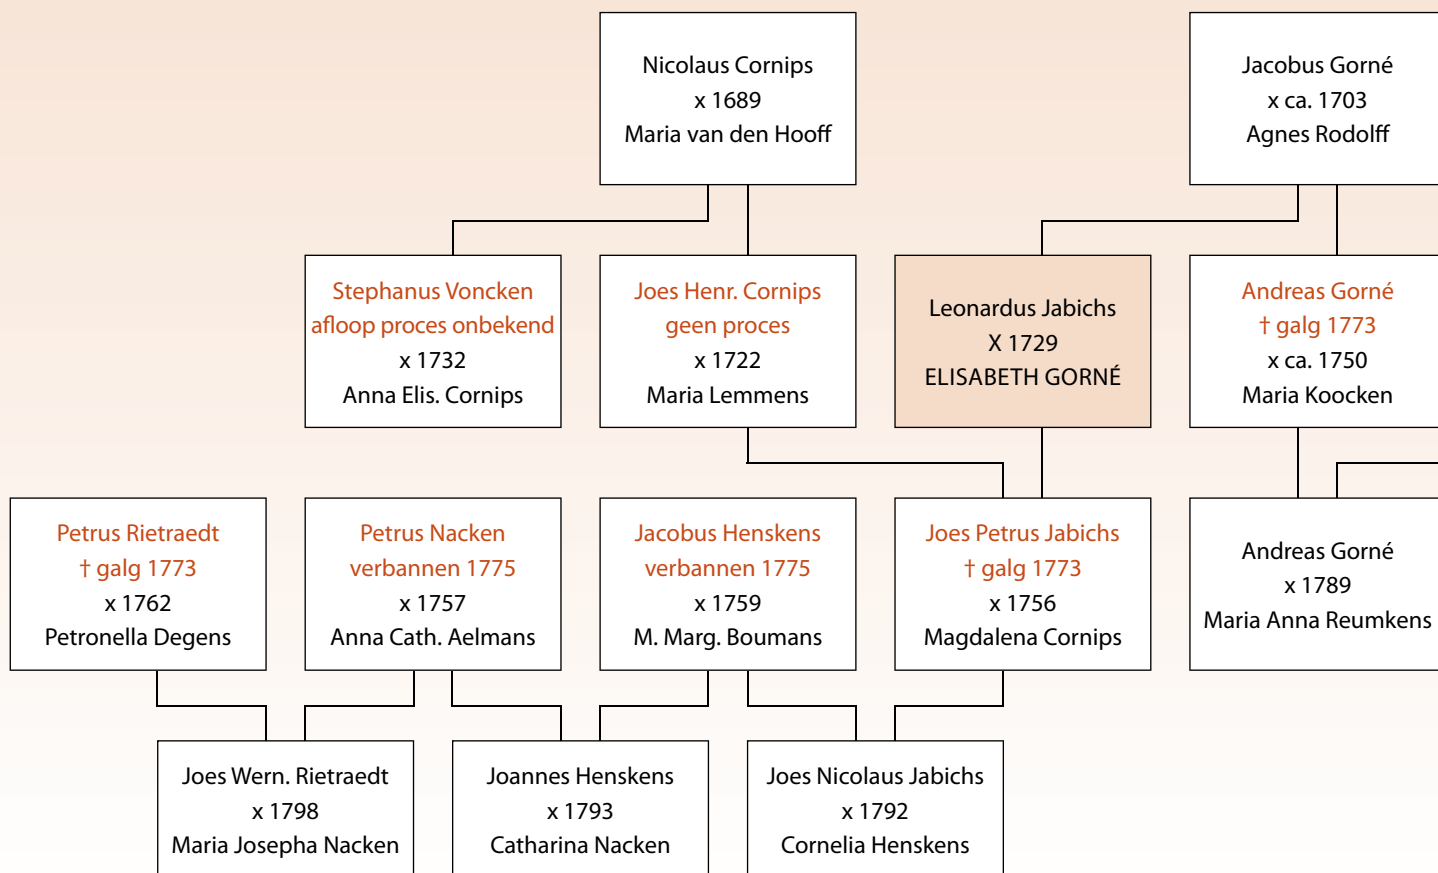 Nicolaus Cornips
x 1689
Maria van den Hooff
Jacobus Gorné
x ca. 1703
Agnes Rodolff
Stephanus Voncken
afloop proces onbekend
x 1732
Anna Elis. Cornips
Joes Henr. Cornips
geen proces
x 1722
Maria Lemmens
Leonardus Jabichs
X 1729
ELISABETH GORNÉ
Andreas Gorné
† galg 1773
x ca. 1750
Maria Koocken
Petrus Rietraedt
† galg 1773
x 1762
Petronella Degens
Petrus Nacken
verbannen 1775
x 1757
Anna Cath. Aelmans
Jacobus Henskens
verbannen 1775
x 1759
M. Marg. Boumans
Joes Petrus Jabichs
† galg 1773
x 1756
Magdalena Cornips
Andreas Gorné
x 1789
Maria Anna Reumkens
Joes Wern. Rietraedt
x 1798
Maria Josepha Nacken
Joannes Henskens
x 1793
Catharina Nacken
Joes Nicolaus Jabichs
x 1792
Cornelia Henskens